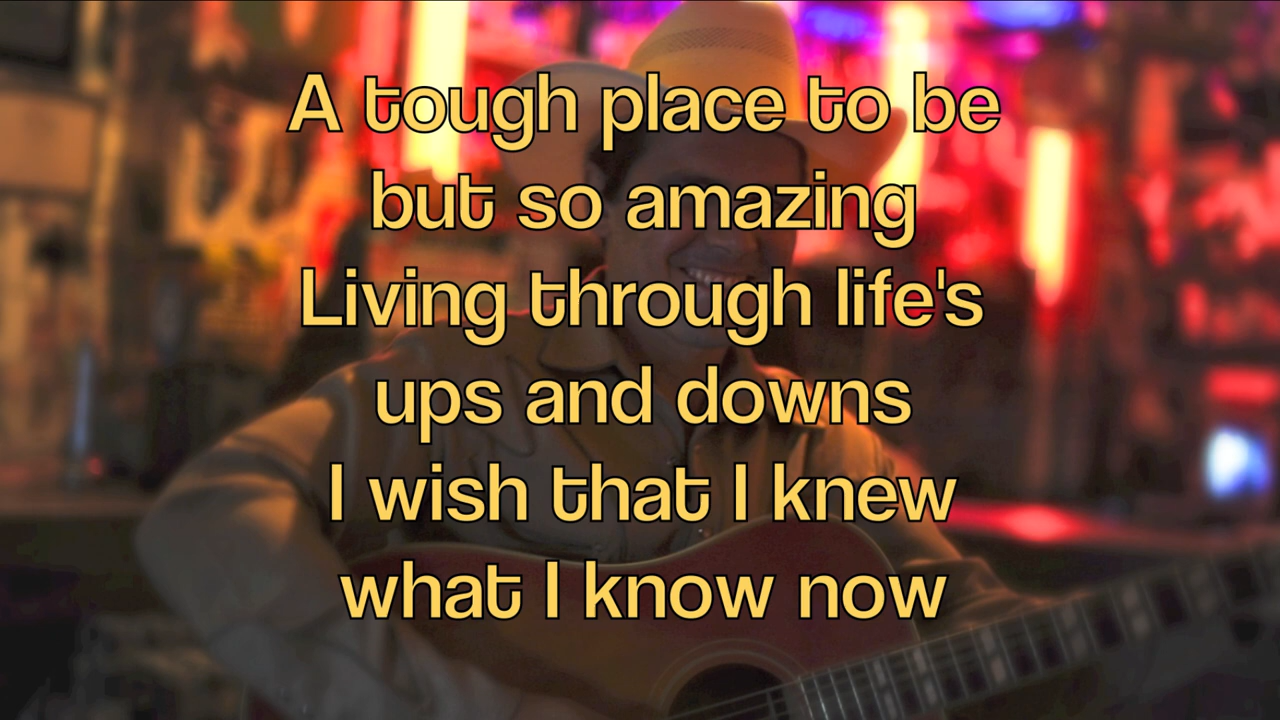 A tough place to be
but so amazing
Living through life's
ups and downs
I wish that I knew
what I know now